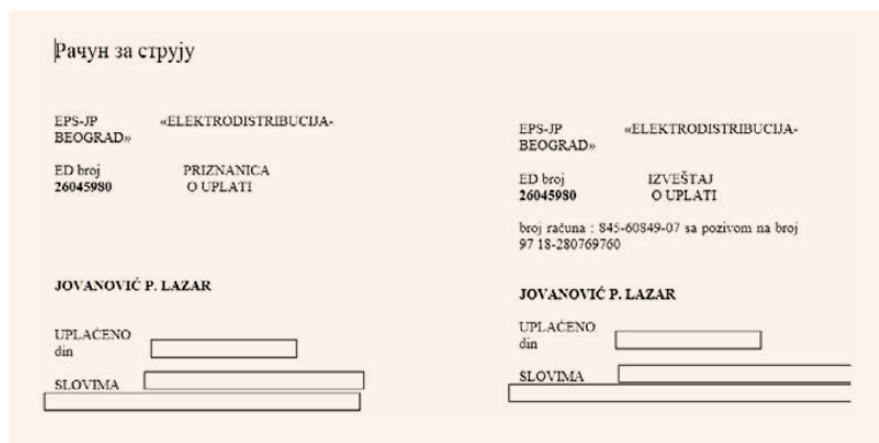 Рачун за струју
EPS-JP «ELEKTRODISTRIBUCIJA-
BEOGRAD»
ED broj PRIZNANICA
26045980 O UPLATI
JOVANOVIĆ P. LAZAR
UPLAĆENO
din
SLOVIMA
EPS-JP «ELEKTRODISTRIBUCIJA-
BEOGRAD»
ED broj IZVEŠTAJ
26045980 O UPLATI
broj računa : 845-60849-07 sa pozivom na broj
97 18-280769760
JOVANOVIĆ P. LAZAR
UPLAĆENO
din
SLOVIMA